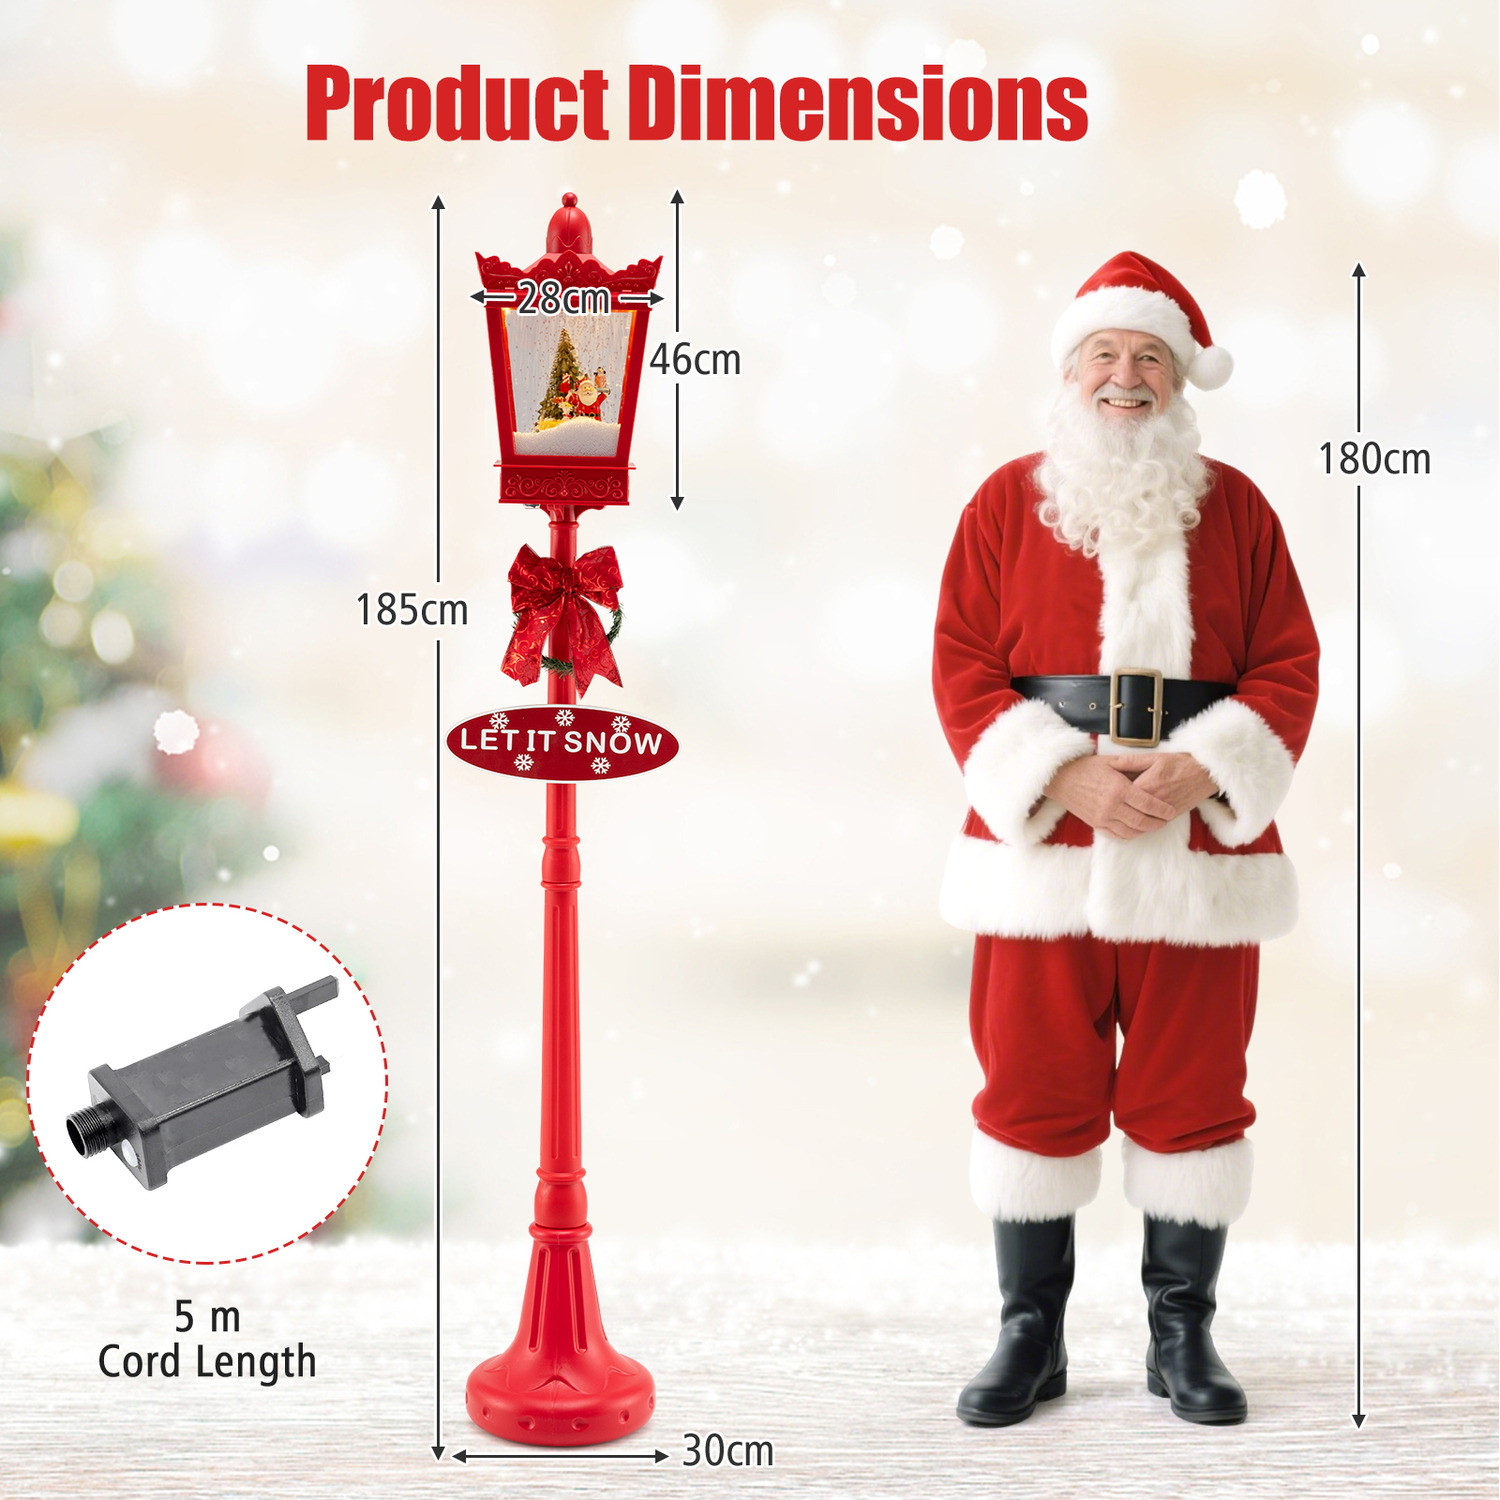 Product Dimensions
28cm
46cm
180cm
185cm
LET IT SNOW
5 m
Cord Length
30cm